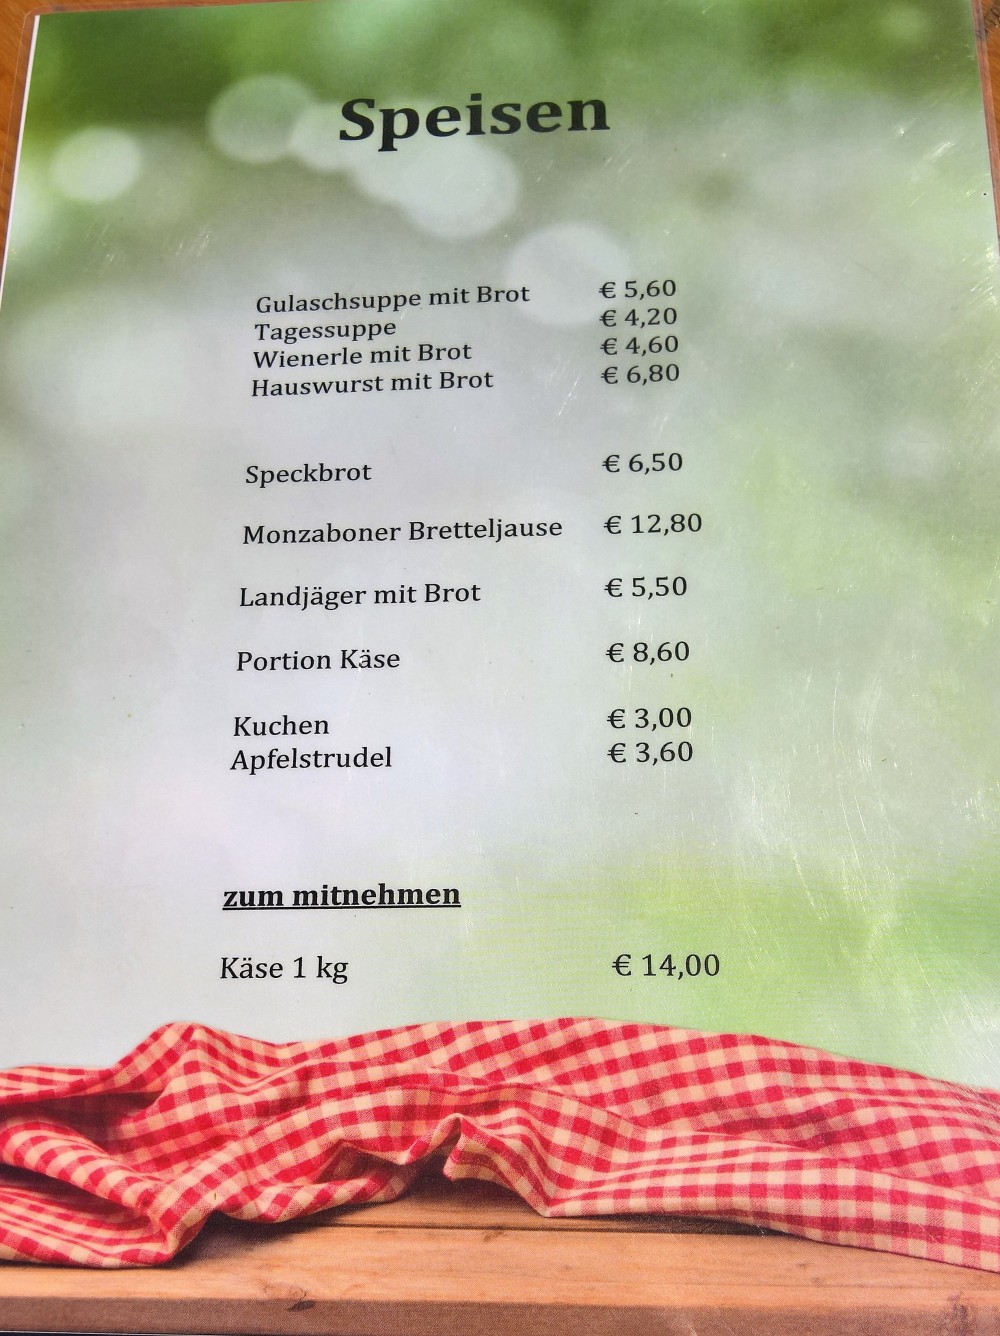 Speisen
Gulaschsuppe mit Brot € 5,60
Tagessuppe € 4,20
Wienerle mit Brot € 4,60
Hauswurst mit Brot € 6,80
Speckbrot € 6,50
Monzaboner Bretteljause € 12,80
Landjäger mit Brot € 5,50
Portion Käse € 8,60
Kuchen € 3,00
Apfelstrudel € 3,60
zum mitnehmen
Käse 1 kg € 14,00